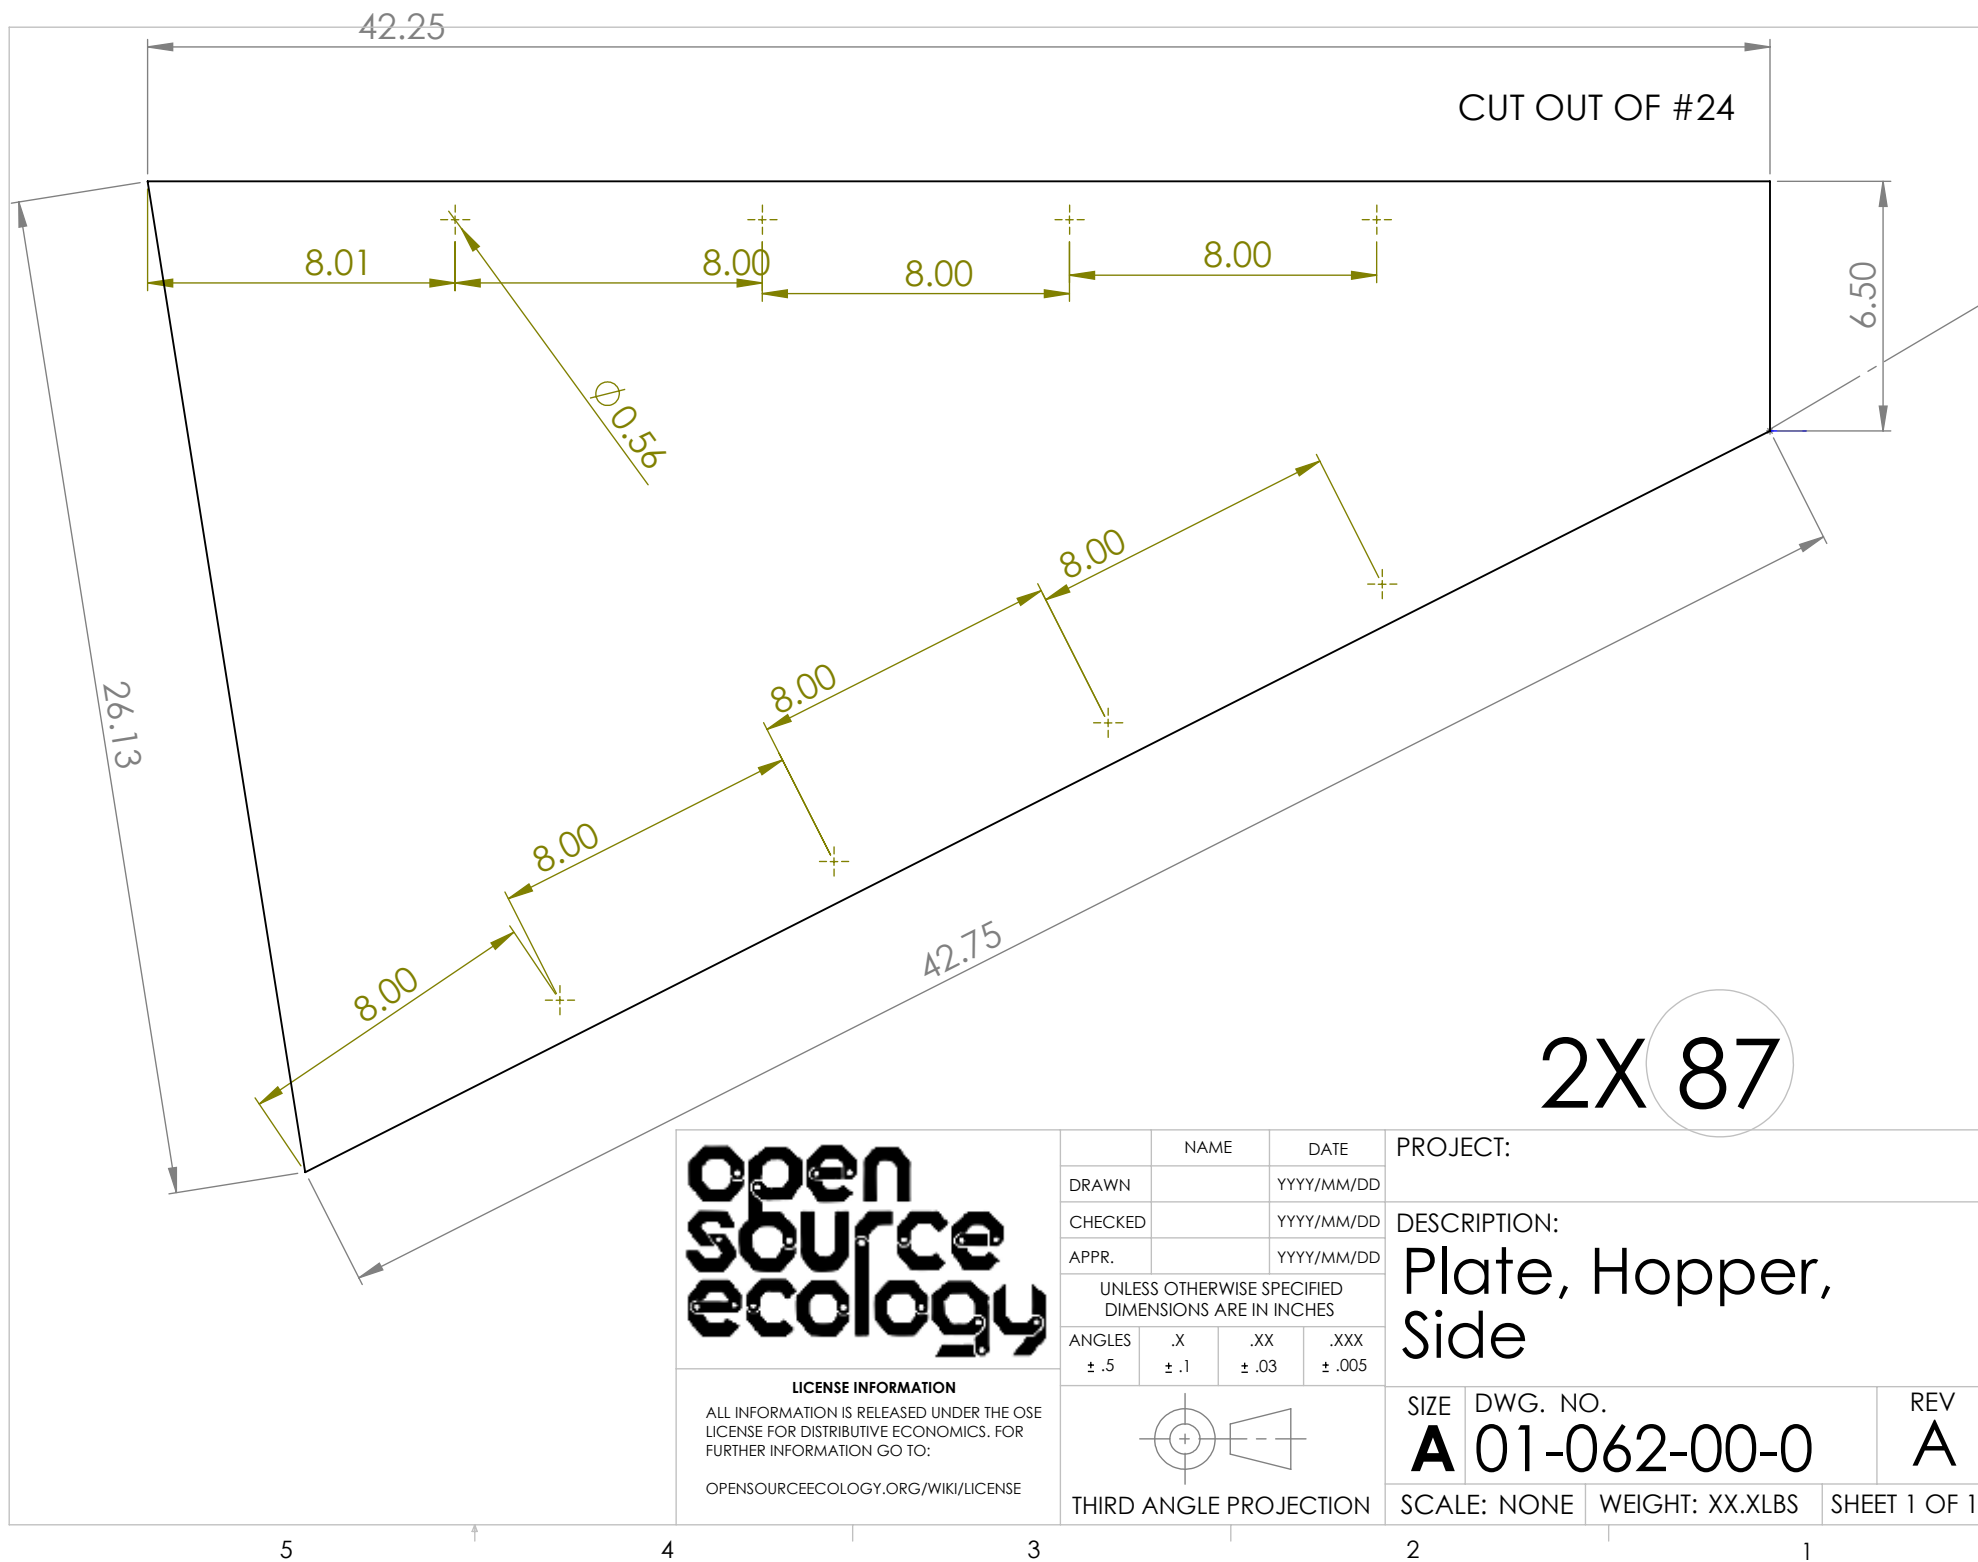 42.25
CUT OUT OF #24
8.01
8.00
8.00
8.00
6.50
Ø0.56
8.00
8.00
26.13
8.00
42.75
8.00
2X 87
open
source
ecology
LICENSE INFORMATION
ALL INFORMATION IS RELEASED UNDER THE OSE
LICENSE FOR DISTRIBUTIVE ECONOMICS. FOR
FURTHER INFORMATION GO TO:
OPENSOURCEECOLOGY.ORG/WIKI/LICENSE
NAME DATE
DRAWN YYYY/MM/DD
CHECKED YYYY/MM/DD
APPR. YYYY/MM/DD
UNLESS OTHERWISE SPECIFIED
DIMENSIONS ARE IN INCHES
ANGLES .X .XX .XXX
± .5 ± .1 ± .03 ± .005
THIRD ANGLE PROJECTION
PROJECT:
DESCRIPTION:
Plate, Hopper,
Side
SIZE DWG. NO. REV
A 01-062-00-0 A
SCALE: NONE WEIGHT: XX.XLBS SHEET 1 OF 1
5 4 3 2 1